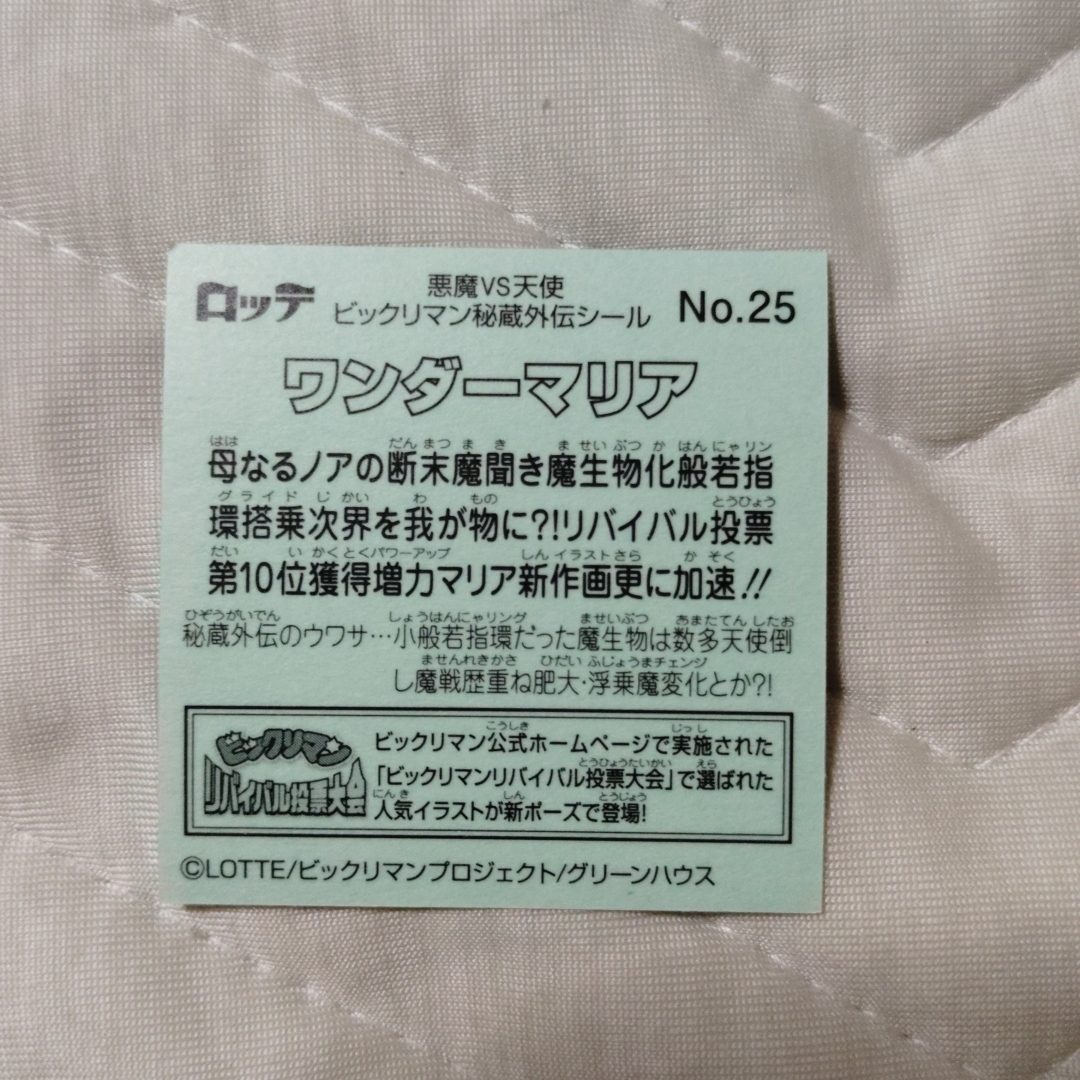 ロッテ
悪魔VS天使
ビックリマン秘蔵外伝シール
No.25
ワンダーマリア
はは だんまつま き ま せいぶつ か はんにゃリン
母なるノアの断末魔聞き魔生物化般若指
グライド じかい わ もの とうひょう
環搭乗次界を我が物に?!リバイバル投票
だい い かくとくパワーアップ しんイラストさら かそく
第10位獲得増力マリア新作画更に加速!!
ひぞうがいでん しょうはんにゃリング ませいぶつ あまたてんしたお
秘蔵外伝のウワサ…小般若指環だった魔生物は数多天使倒
ませんれきかさ ひだい ふじょうまチェンジ
し魔戦歴重ね肥大・浮乗魔変化とか?!
ビックリマン
リバイバル投票大会
こうしき じっし
ビックリマン公式ホームページで実施された
とうひょうたいかい えら
「ビックリマンリバイバル投票大会」で選ばれた
にんき しん とうじょう
人気イラストが新ポーズで登場!
©LOTTE/ビックリマンプロジェクト/グリーンハウス